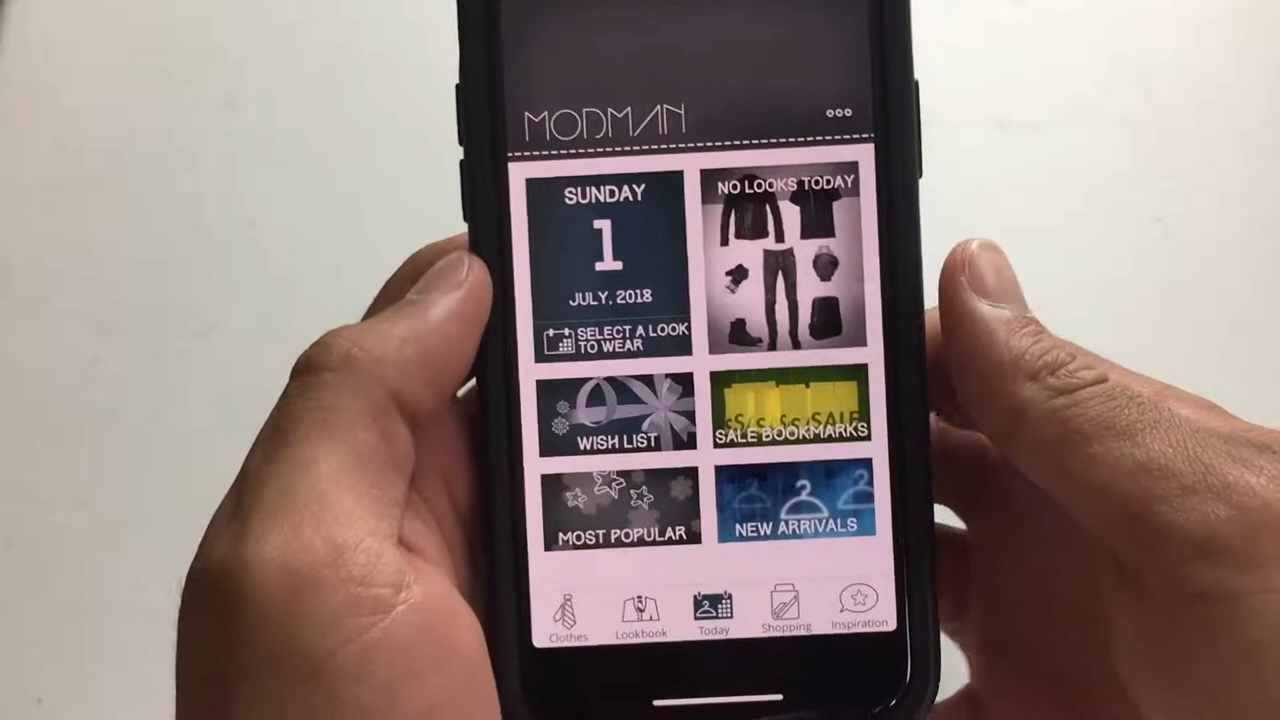 MODMAN
SUNDAY
1
JULY, 2018
SELECT A LOOK
TO WEAR
NO LOOKS TODAY
WISH LIST
SALE
SALE BOOKMARKS
MOST POPULAR
NEW ARRIVALS
Clothes
Lookbook
Today
Shopping
Inspiration